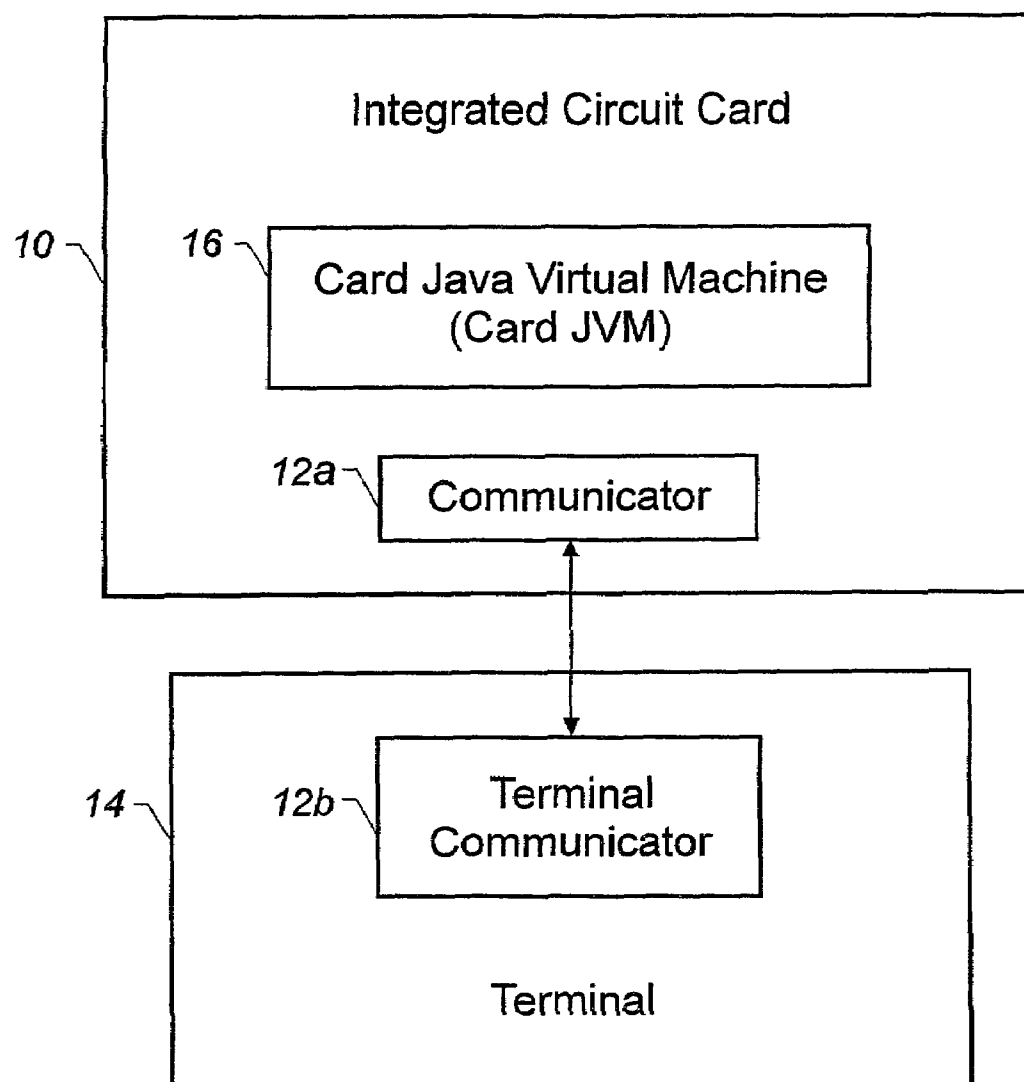 Integrated Circuit Card
10
16
Card Java Virtual Machine
(Card JVM)
12a
Communicator
14
12b
Terminal
Communicator
Terminal